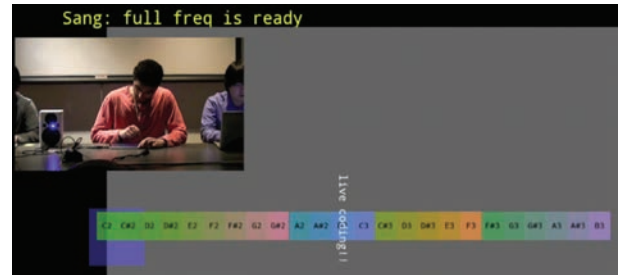 Sang: full freq is ready
live coding!!
C2 C#2 D2 D#2 E2 F2 F#2 G2 G#2 A2 A#2 C3 C#3 D3 D#3 E3 F3 F#3 G3 G#3 A3 A#3 B3